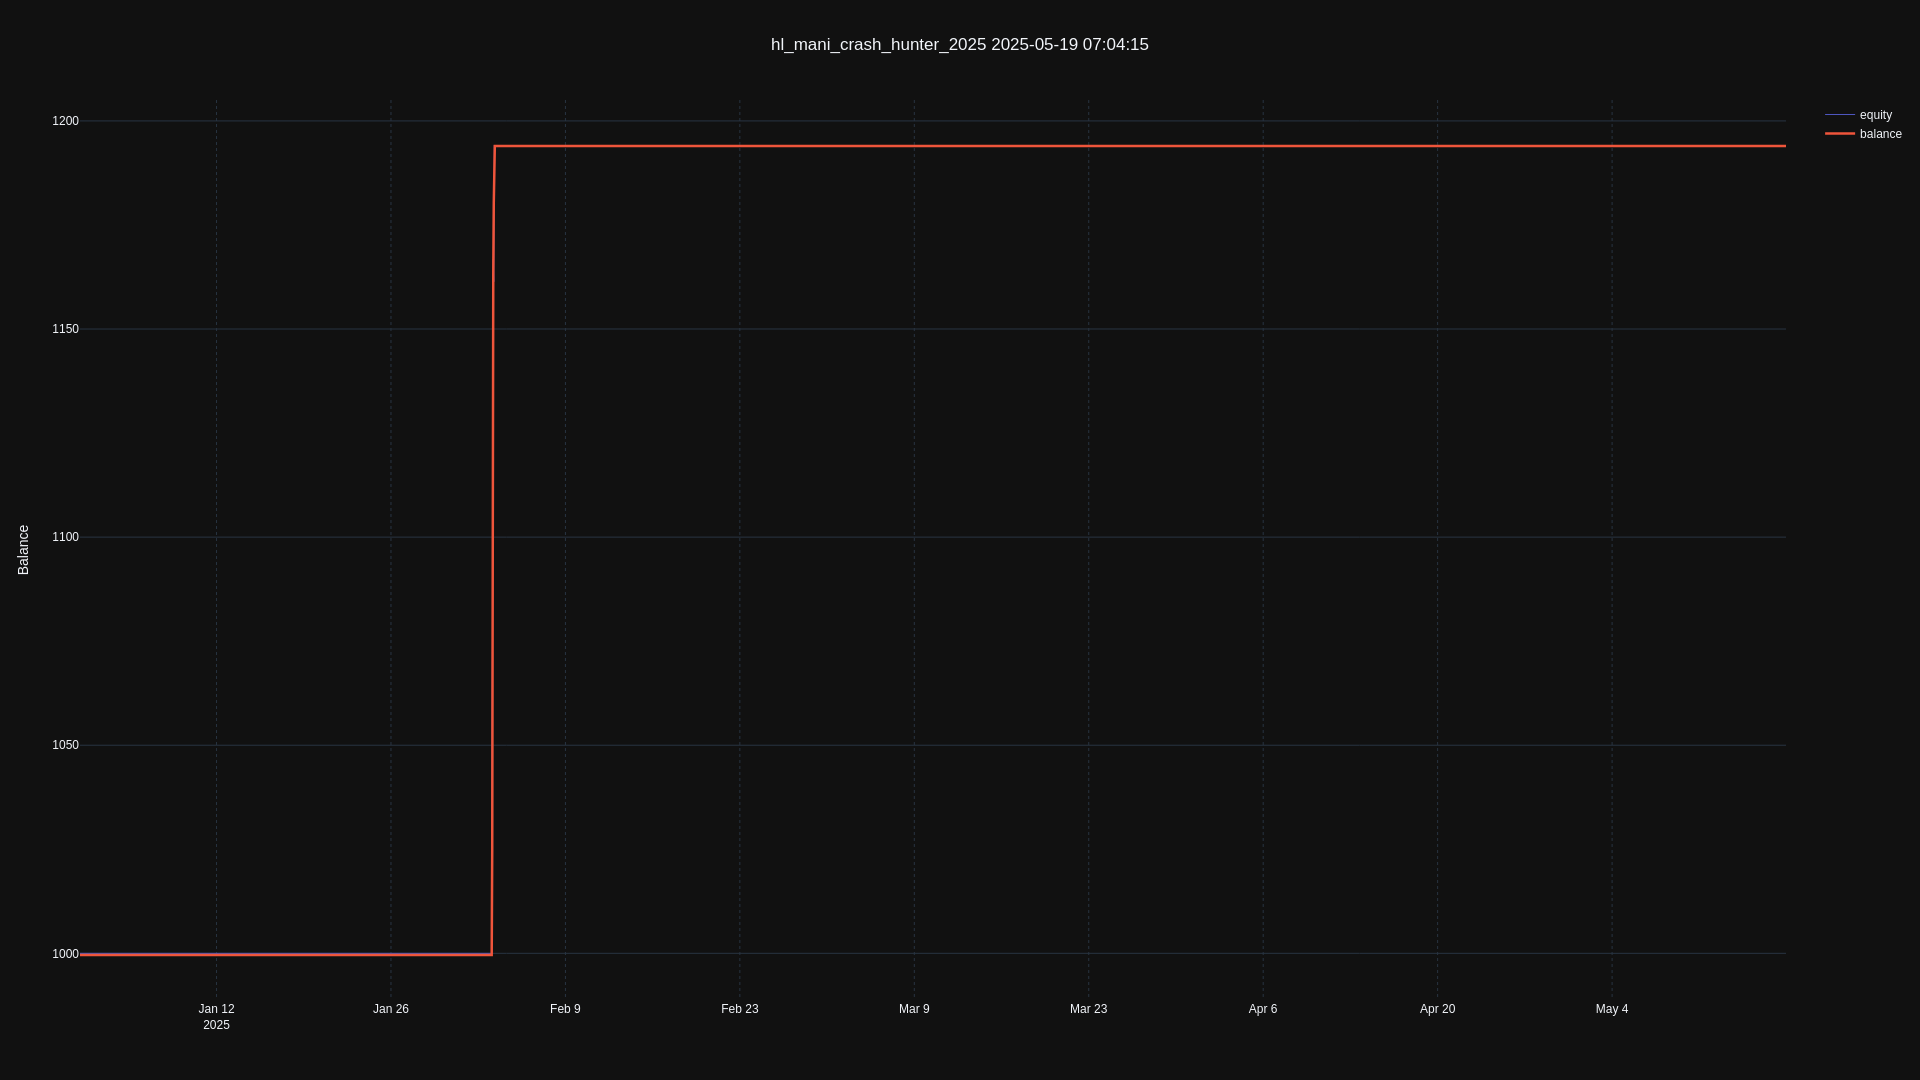 hl_mani_crash_hunter_2025 2025-05-19 07:04:15
equity
balance
1200
1150
1100
1050
1000
Balance
Jan 12
2025
Jan 26
Feb 9
Feb 23
Mar 9
Mar 23
Apr 6
Apr 20
May 4